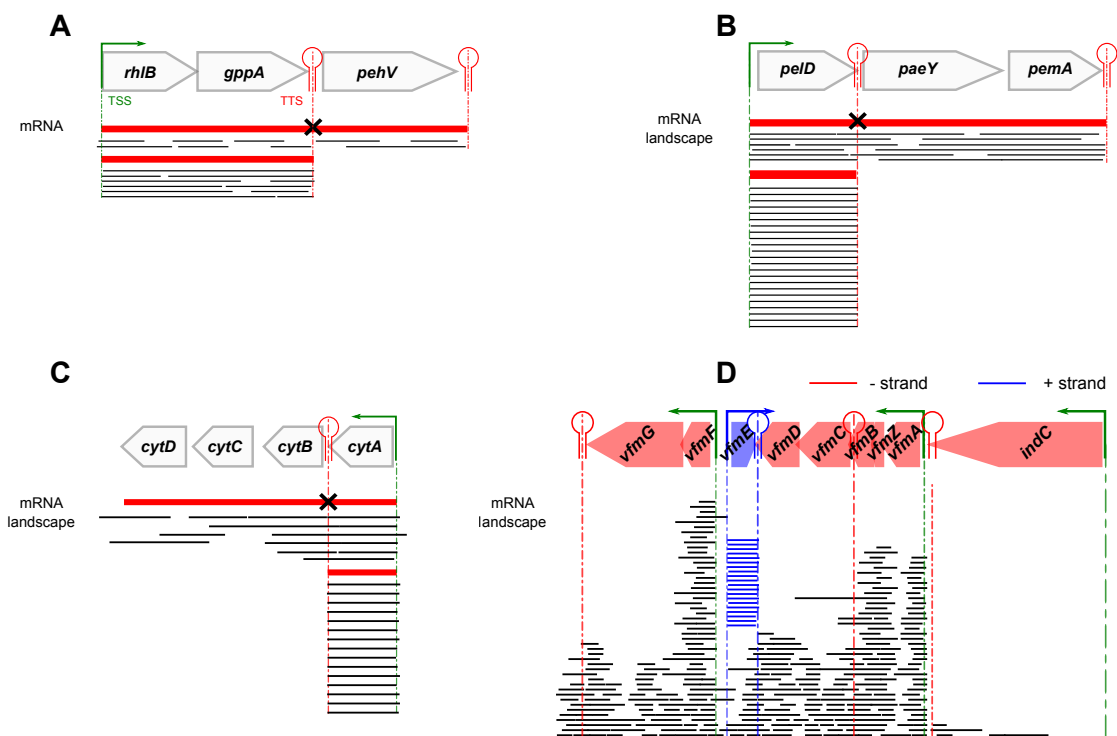 A
rhlB gppA pehV
TSS TTS
mRNA
B
pelD paeY pemA
mRNA
landscape
C
cytD cytC cytB cytA
mRNA
landscape
D
- strand + strand
vfmG vfmF vfmE vfmD vfmC vfmB vfmZ vfmA indC
mRNA
landscape